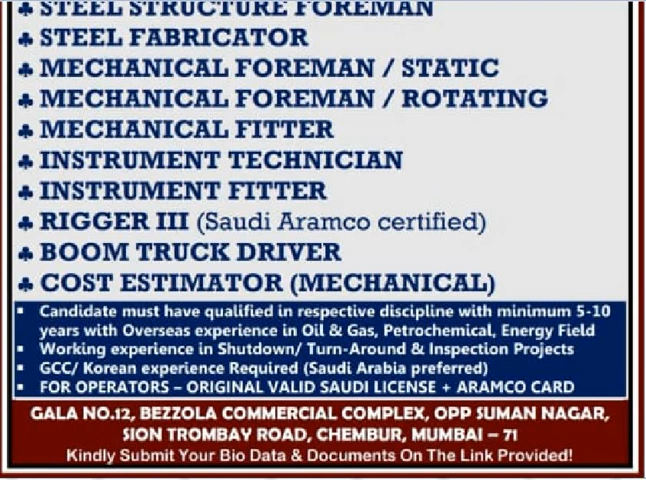 ♣ STEEL STRUCTURE FOREMAN
♣ STEEL FABRICATOR
♣ MECHANICAL FOREMAN / STATIC
♣ MECHANICAL FOREMAN / ROTATING
♣ MECHANICAL FITTER
♣ INSTRUMENT TECHNICIAN
♣ INSTRUMENT FITTER
♣ RIGGER III (Saudi Aramco certified)
♣ BOOM TRUCK DRIVER
♣ COST ESTIMATOR (MECHANICAL)
▪ Candidate must have qualified in respective discipline with minimum 5-10
years with Overseas experience in Oil & Gas, Petrochemical, Energy Field
▪ Working experience in Shutdown/ Turn-Around & Inspection Projects
▪ GCC/ Korean experience Required (Saudi Arabia preferred)
▪ FOR OPERATORS – ORIGINAL VALID SAUDI LICENSE + ARAMCO CARD
GALA NO.12, BEZZOLA COMMERCIAL COMPLEX, OPP SUMAN NAGAR,
SION TROMBAY ROAD, CHEMBUR, MUMBAI – 71
Kindly Submit Your Bio Data & Documents On The Link Provided!